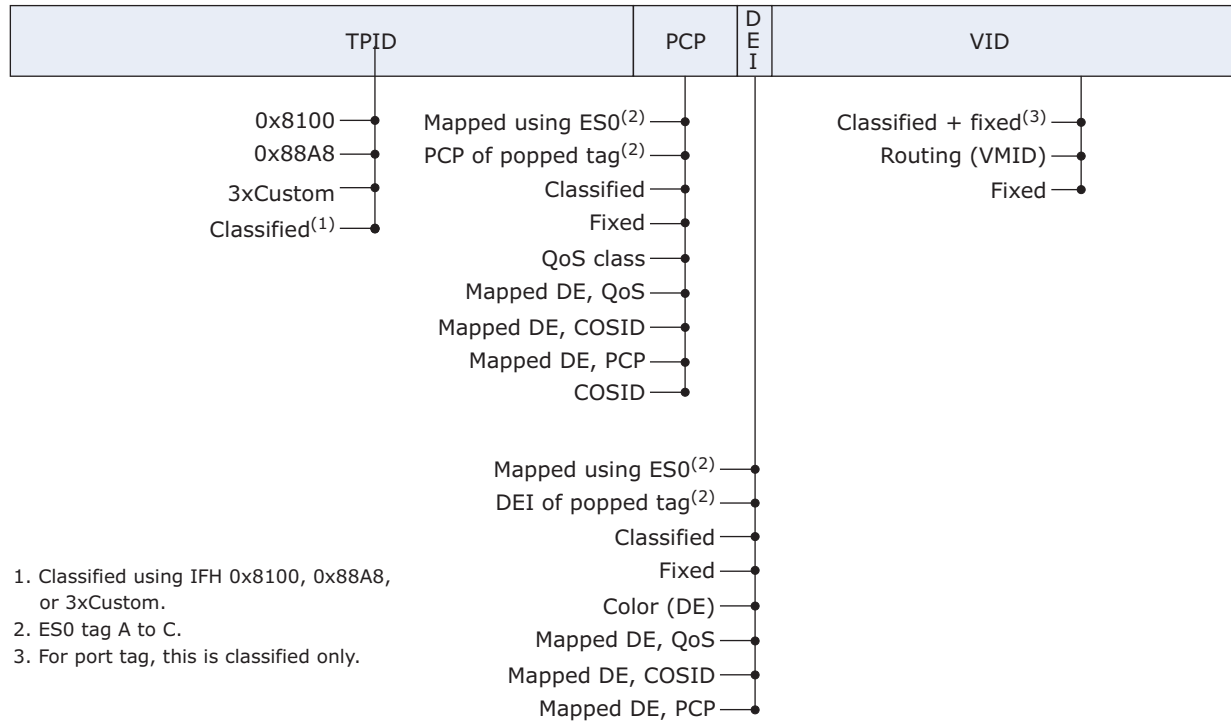 TPID
PCP
DEI
VID
0x8100
0x88A8
3xCustom
Classified(1)
Mapped using ES0(2)
PCP of popped tag(2)
Classified
Fixed
QoS class
Mapped DE, QoS
Mapped DE, COSID
Mapped DE, PCP
COSID
Classified + fixed(3)
Routing (VMID)
Fixed
Mapped using ES0(2)
DEI of popped tag(2)
Classified
Fixed
Color (DE)
Mapped DE, QoS
Mapped DE, COSID
Mapped DE, PCP
1. Classified using IFH 0x8100, 0x88A8,
or 3xCustom.
2. ES0 tag A to C.
3. For port tag, this is classified only.